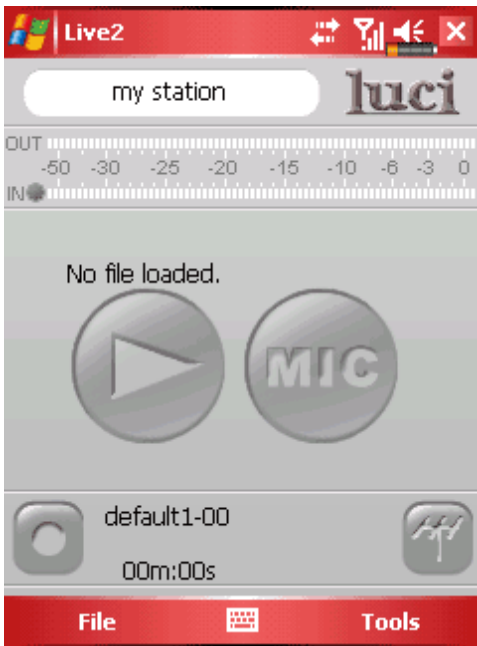 Live2
my station luci
OUT
-50 -30 -25 -20 -15 -10 -6 -3 0
IN
No file loaded.
MIC
default1-00
00m:00s
File Tools